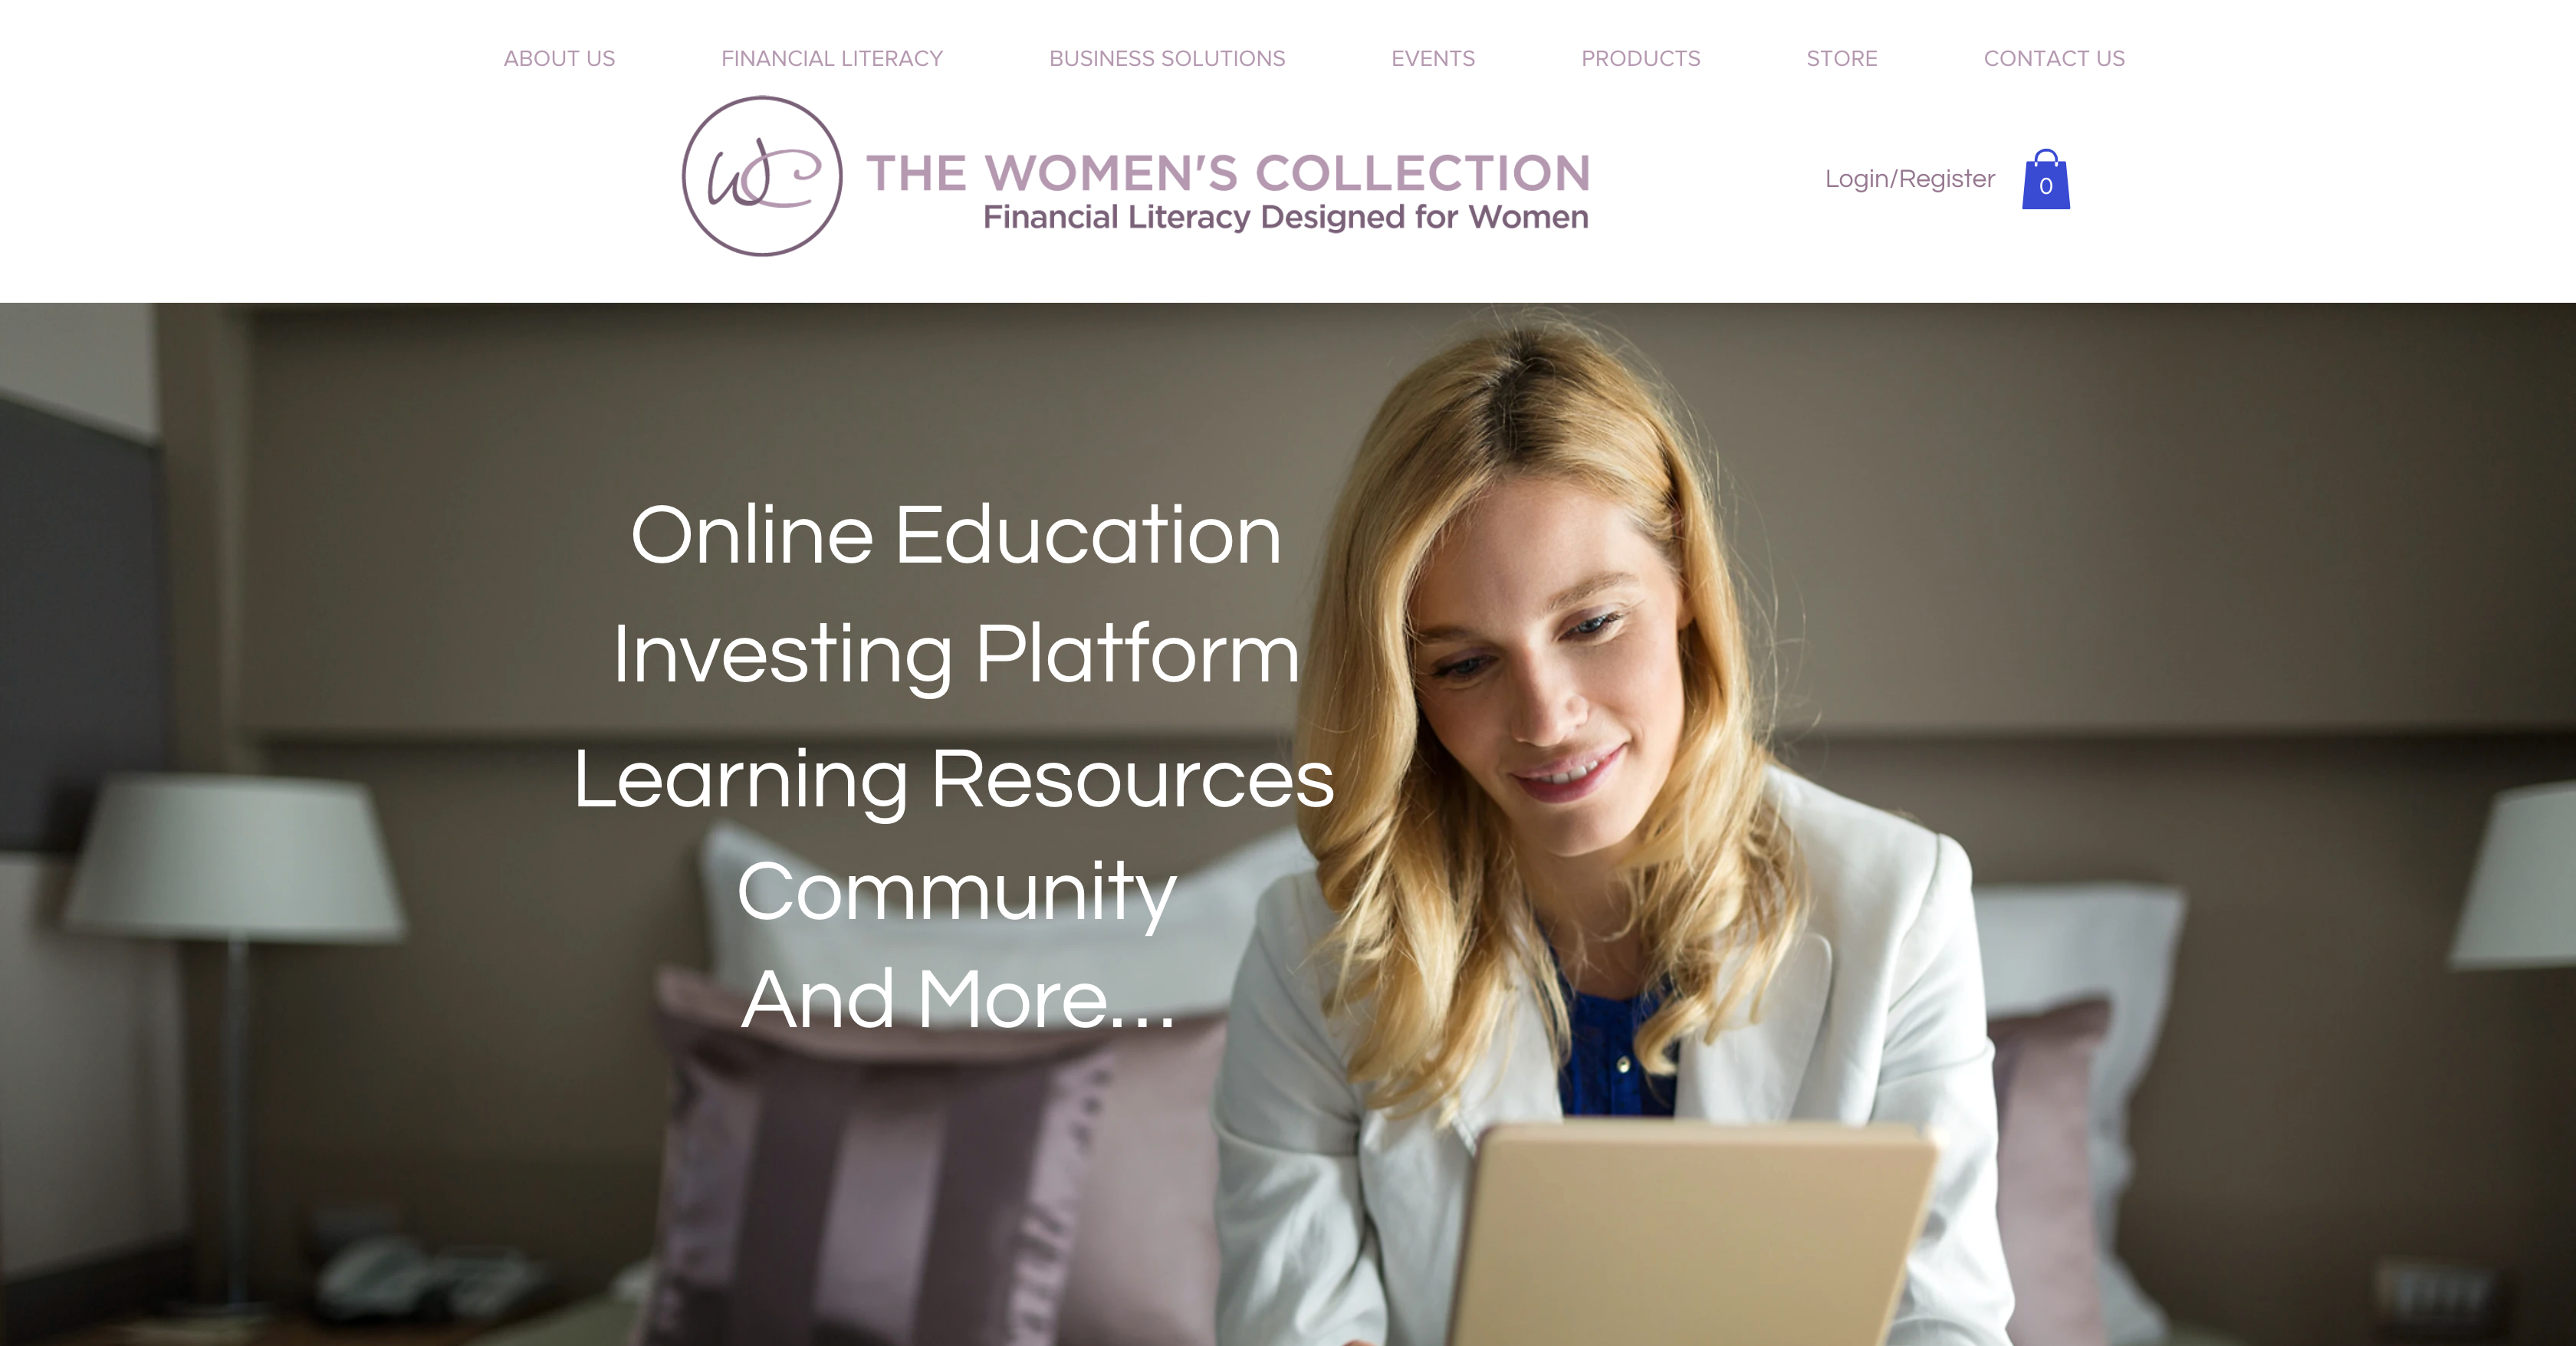 ABOUT US FINANCIAL LITERACY BUSINESS SOLUTIONS EVENTS PRODUCTS STORE CONTACT US
WC
THE WOMEN'S COLLECTION
Financial Literacy Designed for Women
Login/Register 0
Online Education
Investing Platform
Learning Resources
Community
And More...